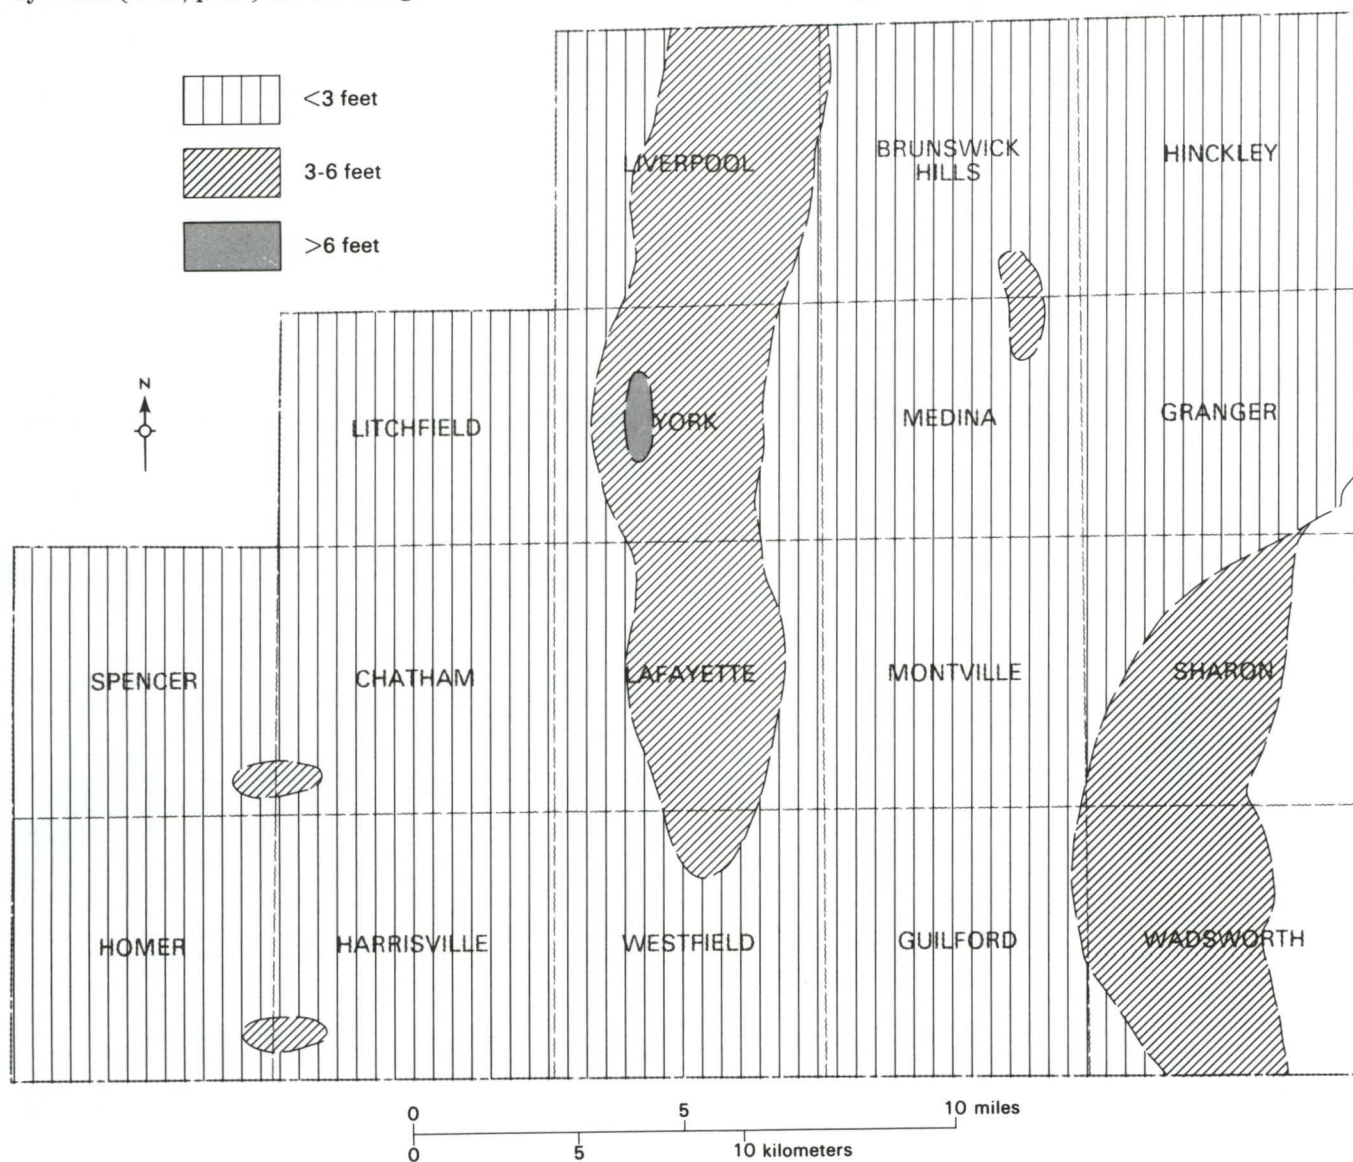 <3 feet
3-6 feet
>6 feet
N
LIVERPOOL
BRUNSWICK
HILLS
HINCKLEY
LITCHFIELD
YORK
MEDINA
GRANGER
SPENCER
CHATHAM
LAFAYETTE
MONTVILLE
SHARON
HOMER
HARRISVILLE
WESTFIELD
GUILFORD
WADSWORTH
0 5 10 miles
0 5 10 kilometers